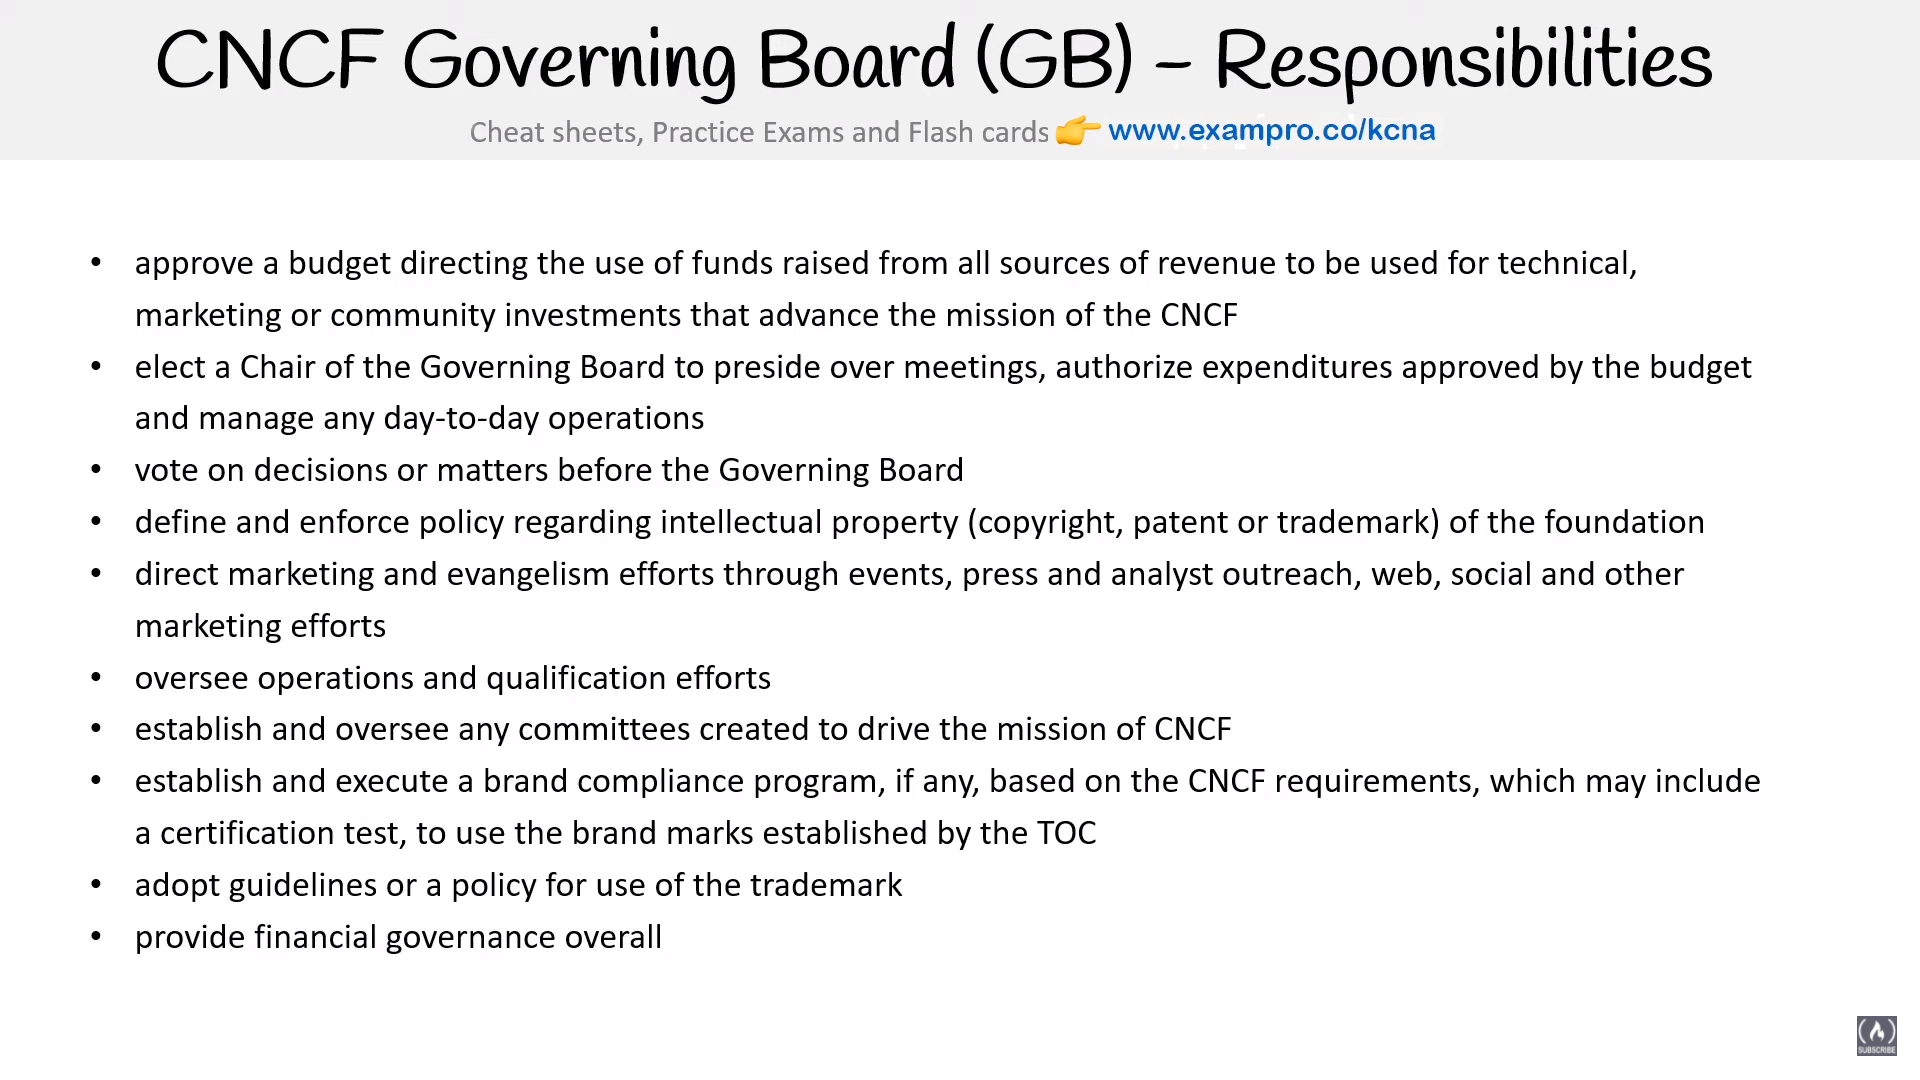 CNCF Governing Board (GB) - Responsibilities
Cheat sheets, Practice Exams and Flash cards 👉 www.exampro.co/kcna
• approve a budget directing the use of funds raised from all sources of revenue to be used for technical,
marketing or community investments that advance the mission of the CNCF
• elect a Chair of the Governing Board to preside over meetings, authorize expenditures approved by the budget
and manage any day-to-day operations
• vote on decisions or matters before the Governing Board
• define and enforce policy regarding intellectual property (copyright, patent or trademark) of the foundation
• direct marketing and evangelism efforts through events, press and analyst outreach, web, social and other
marketing efforts
• oversee operations and qualification efforts
• establish and oversee any committees created to drive the mission of CNCF
• establish and execute a brand compliance program, if any, based on the CNCF requirements, which may include
a certification test, to use the brand marks established by the TOC
• adopt guidelines or a policy for use of the trademark
• provide financial governance overall
SUBSCRIBE